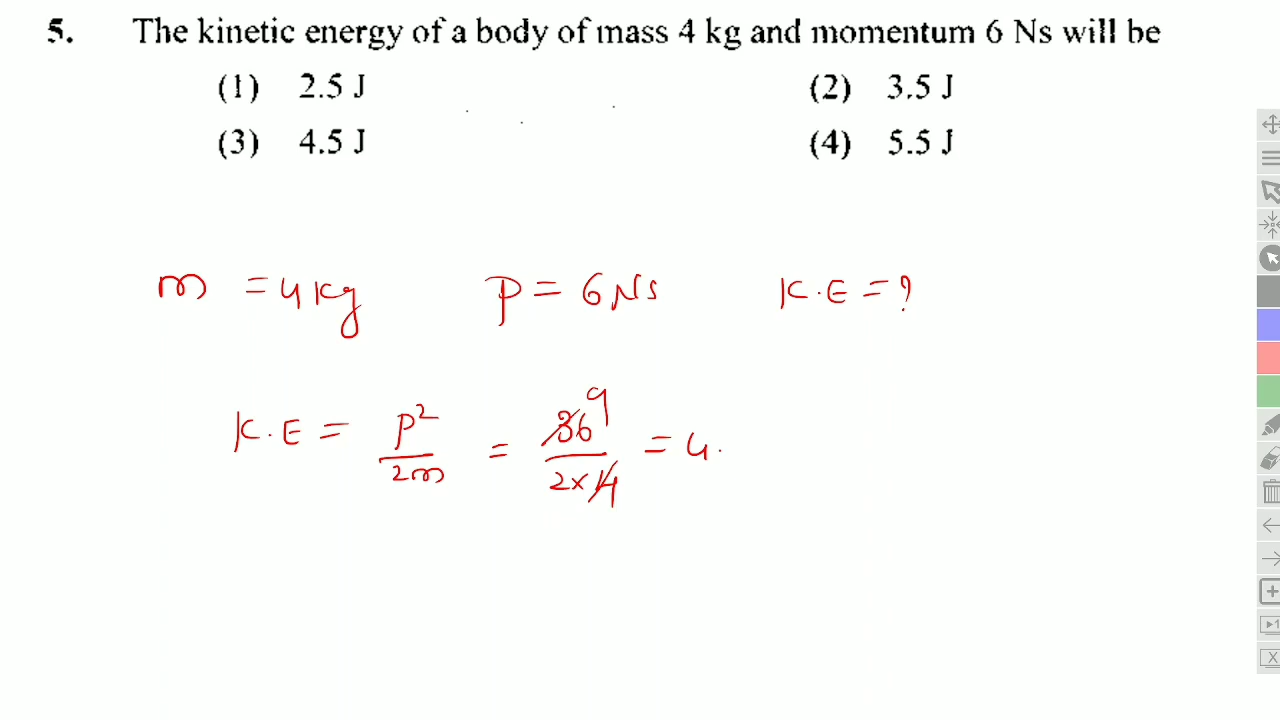 5. The kinetic energy of a body of mass 4 kg and momentum 6 Ns will be
(1) 2.5 J (2) 3.5 J
(3) 4.5 J (4) 5.5 J
m = 4 Kg P = 6 Ns K.E = ?
K.E = P²/2m = 36 9/2×4 = 4.